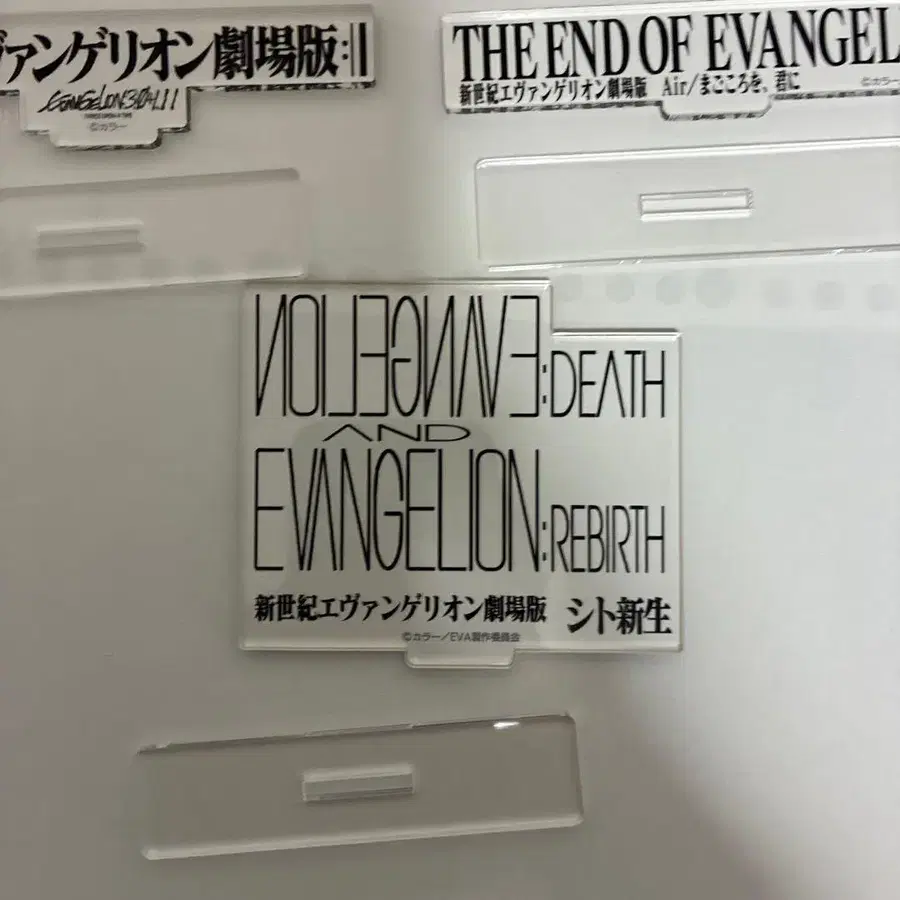 ヴァンゲリオン劇場版:||
EVANGELION:3.0+1.11
THRICE UPON A TIME
©カラー
THE END OF EVANGEL
新世紀エヴァンゲリオン劇場版 Air/まごころを、君に
©カラー
EVANGELION:DEATH
AND
EVANGELION:REBIRTH
新世紀エヴァンゲリオン劇場版 シト新生
©カラー/EVA製作委員会